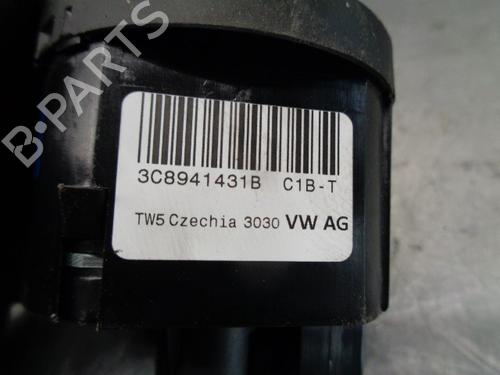 B-PARTS
3C8941431B C1B-T
TW5 Czechia 3030 VW AG